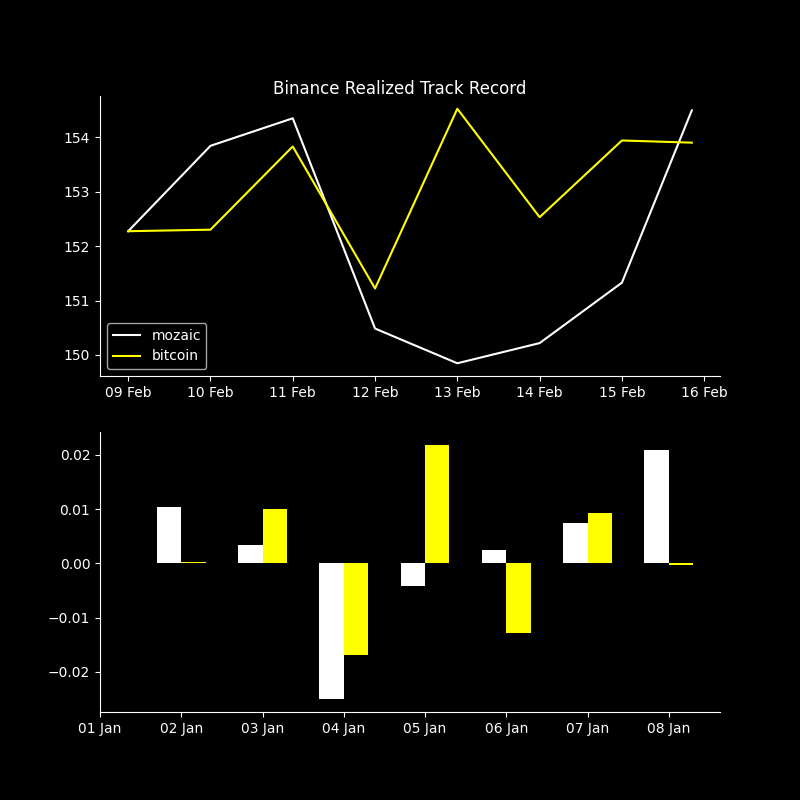 Binance Realized Track Record
154
153
152
151
150
mozaic
bitcoin
09 Feb 10 Feb 11 Feb 12 Feb 13 Feb 14 Feb 15 Feb 16 Feb
0.02
0.01
0.00
−0.01
−0.02
01 Jan 02 Jan 03 Jan 04 Jan 05 Jan 06 Jan 07 Jan 08 Jan